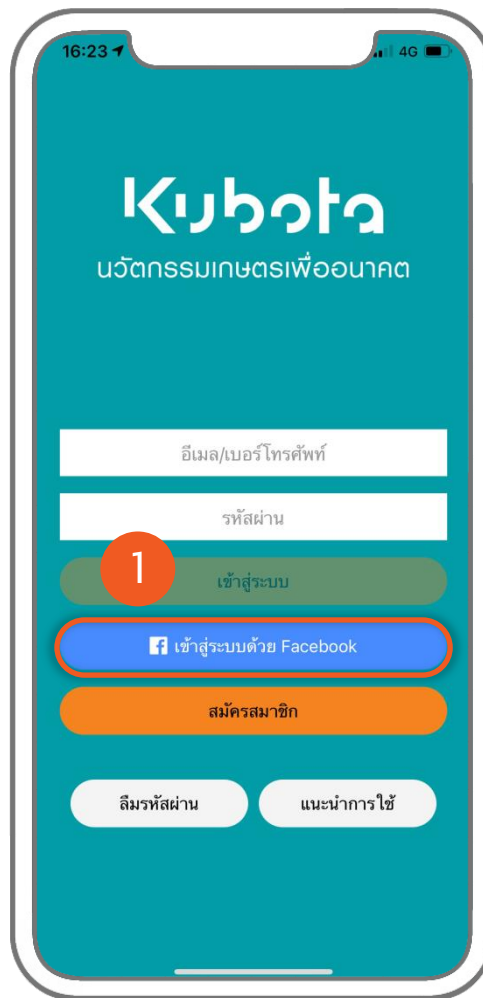 16:23
4G
Kubota
นวัตกรรมเกษตรเพื่ออนาคต
อีเมล/เบอร์โทรศัพท์
รหัสผ่าน
1
เข้าสู่ระบบ
เข้าสู่ระบบด้วย Facebook
สมัครสมาชิก
ลืมรหัสผ่าน แนะนำการใช้